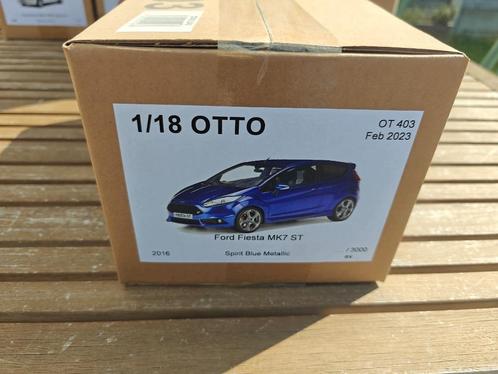 1/18 OTTO
OT 403
Feb 2023
Ford Fiesta MK7 ST
2016
Spirit Blue Metallic
/ 3000
ex